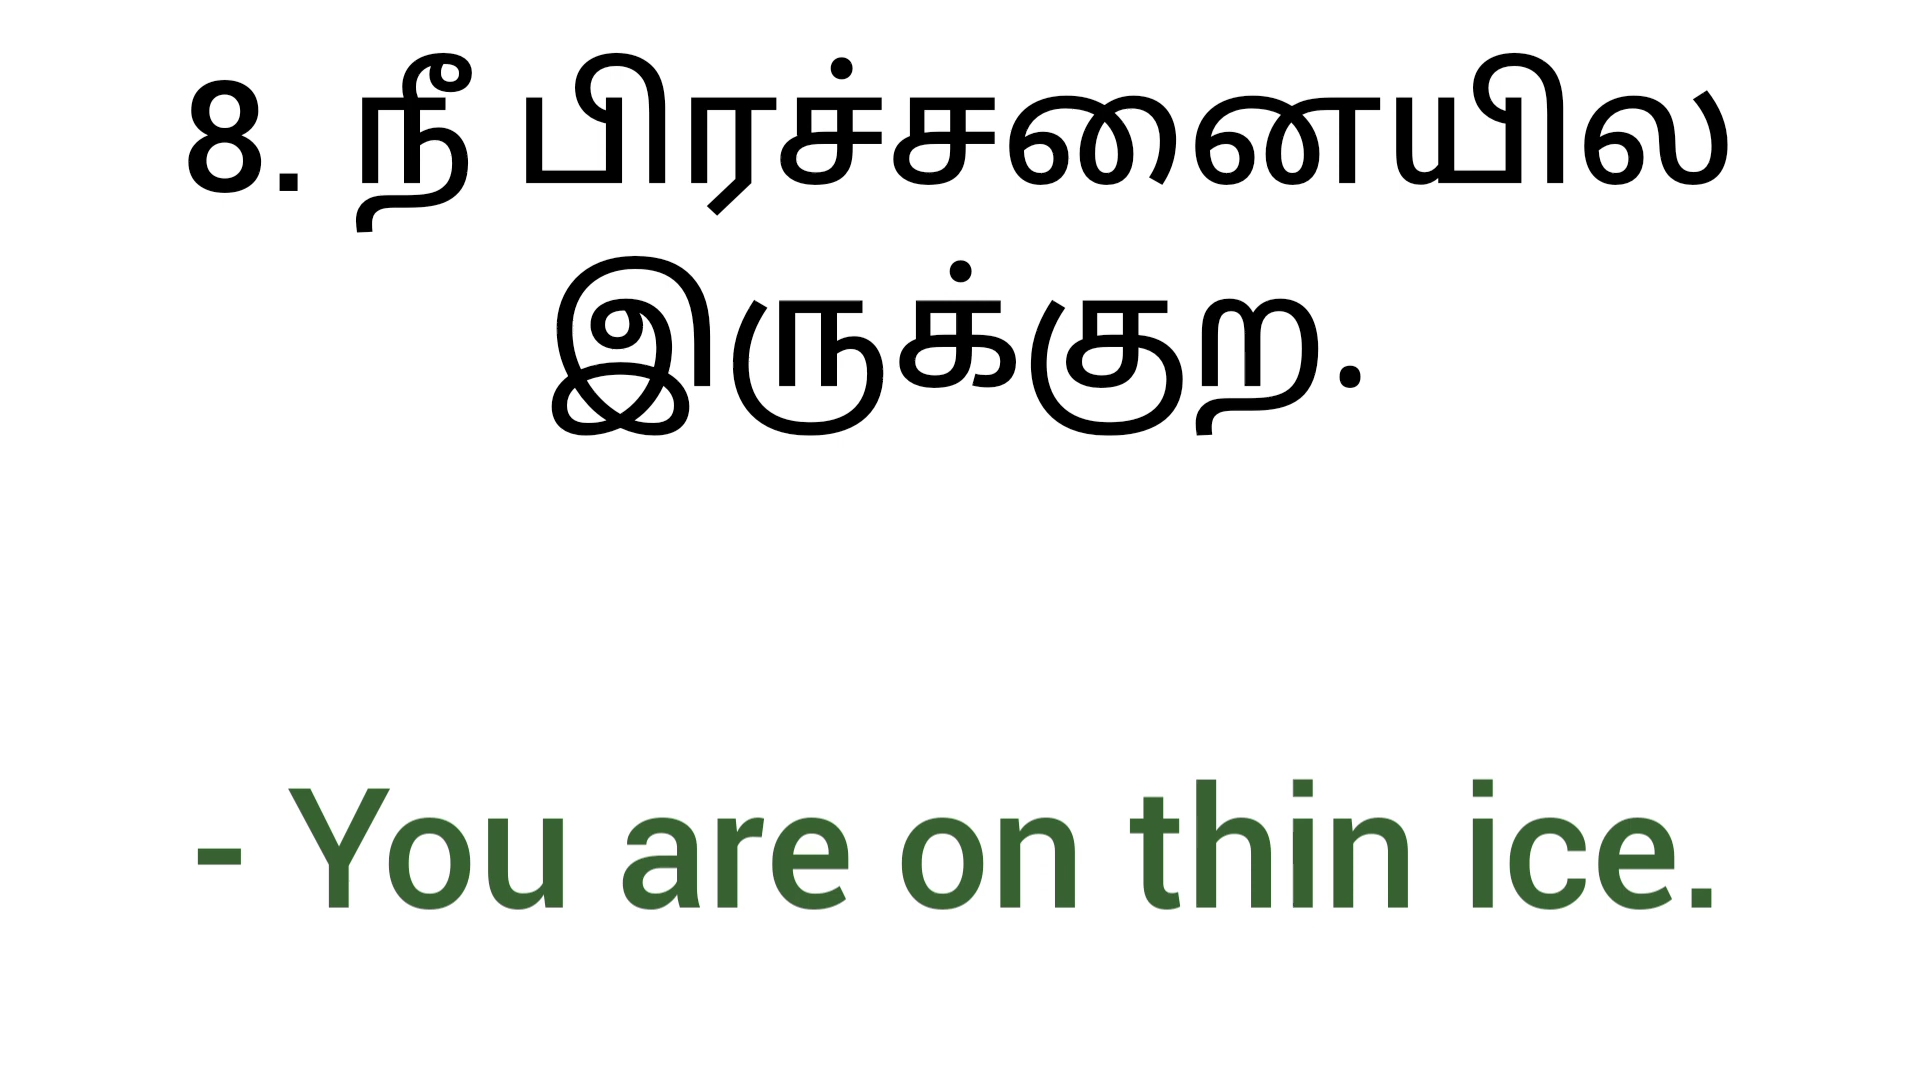 8. நீ பிரச்சனையில
இருக்குற.
- You are on thin ice.